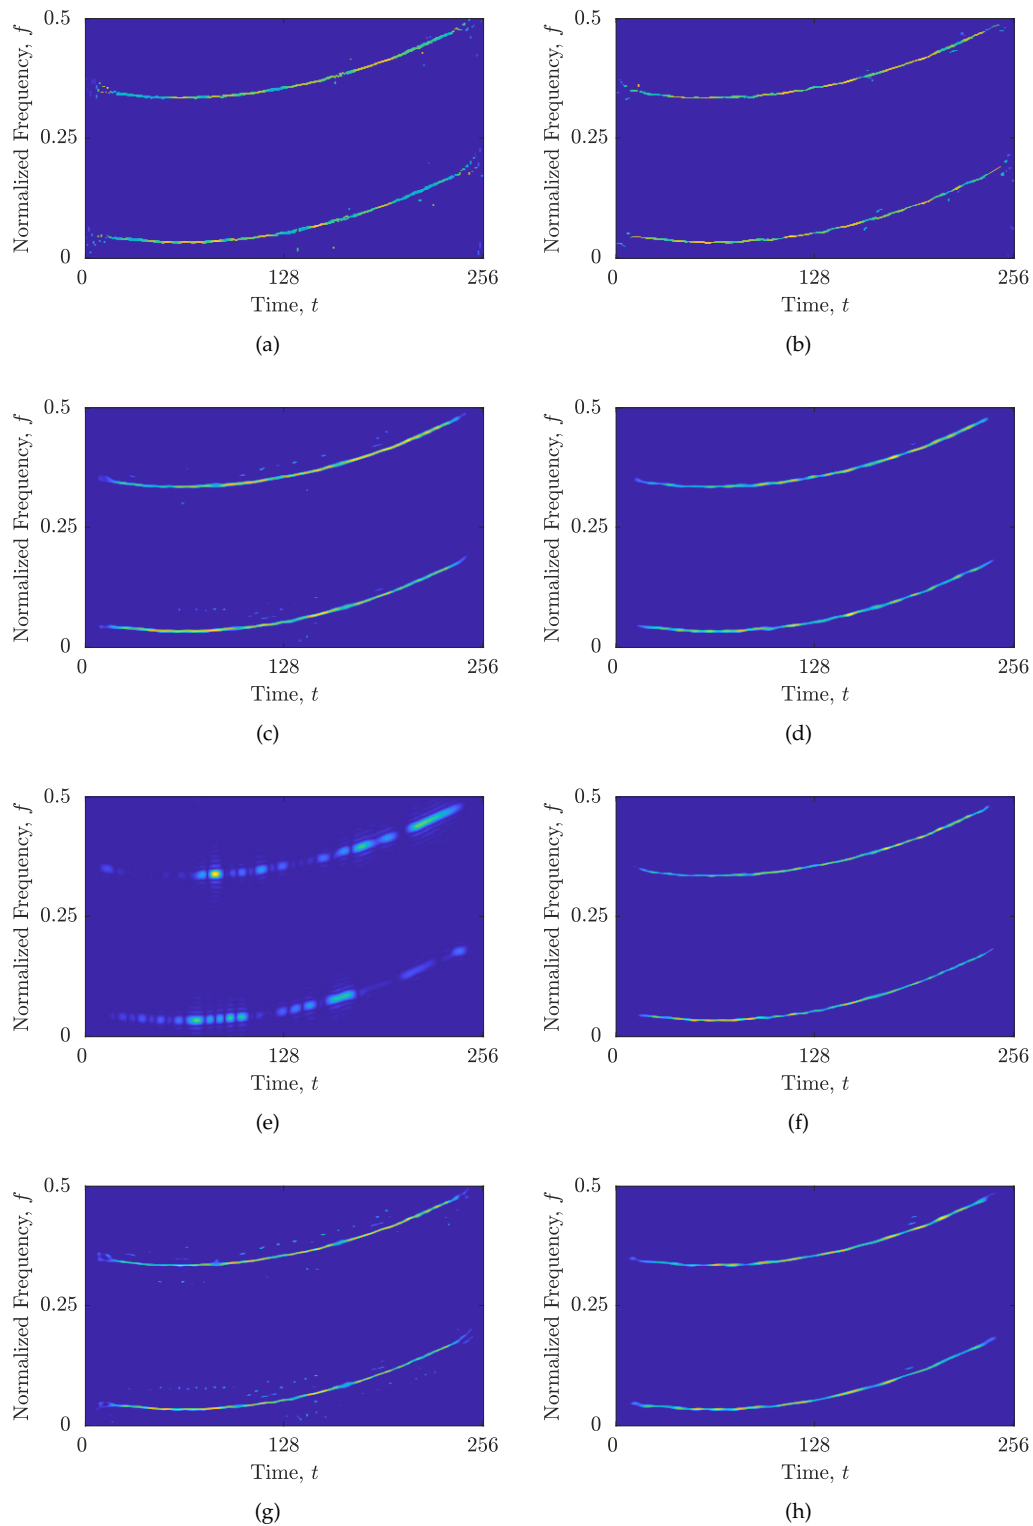 0.5
0.25
0
Normalized Frequency, f
0
128
256
Time, t
(a)
0.5
0.25
0
Normalized Frequency, f
0
128
256
Time, t
(b)
0.5
0.25
0
Normalized Frequency, f
0
128
256
Time, t
(c)
0.5
0.25
0
Normalized Frequency, f
0
128
256
Time, t
(d)
0.5
0.25
0
Normalized Frequency, f
0
128
256
Time, t
(e)
0.5
0.25
0
Normalized Frequency, f
0
128
256
Time, t
(f)
0.5
0.25
0
Normalized Frequency, f
0
128
256
Time, t
(g)
0.5
0.25
0
Normalized Frequency, f
0
128
256
Time, t
(h)